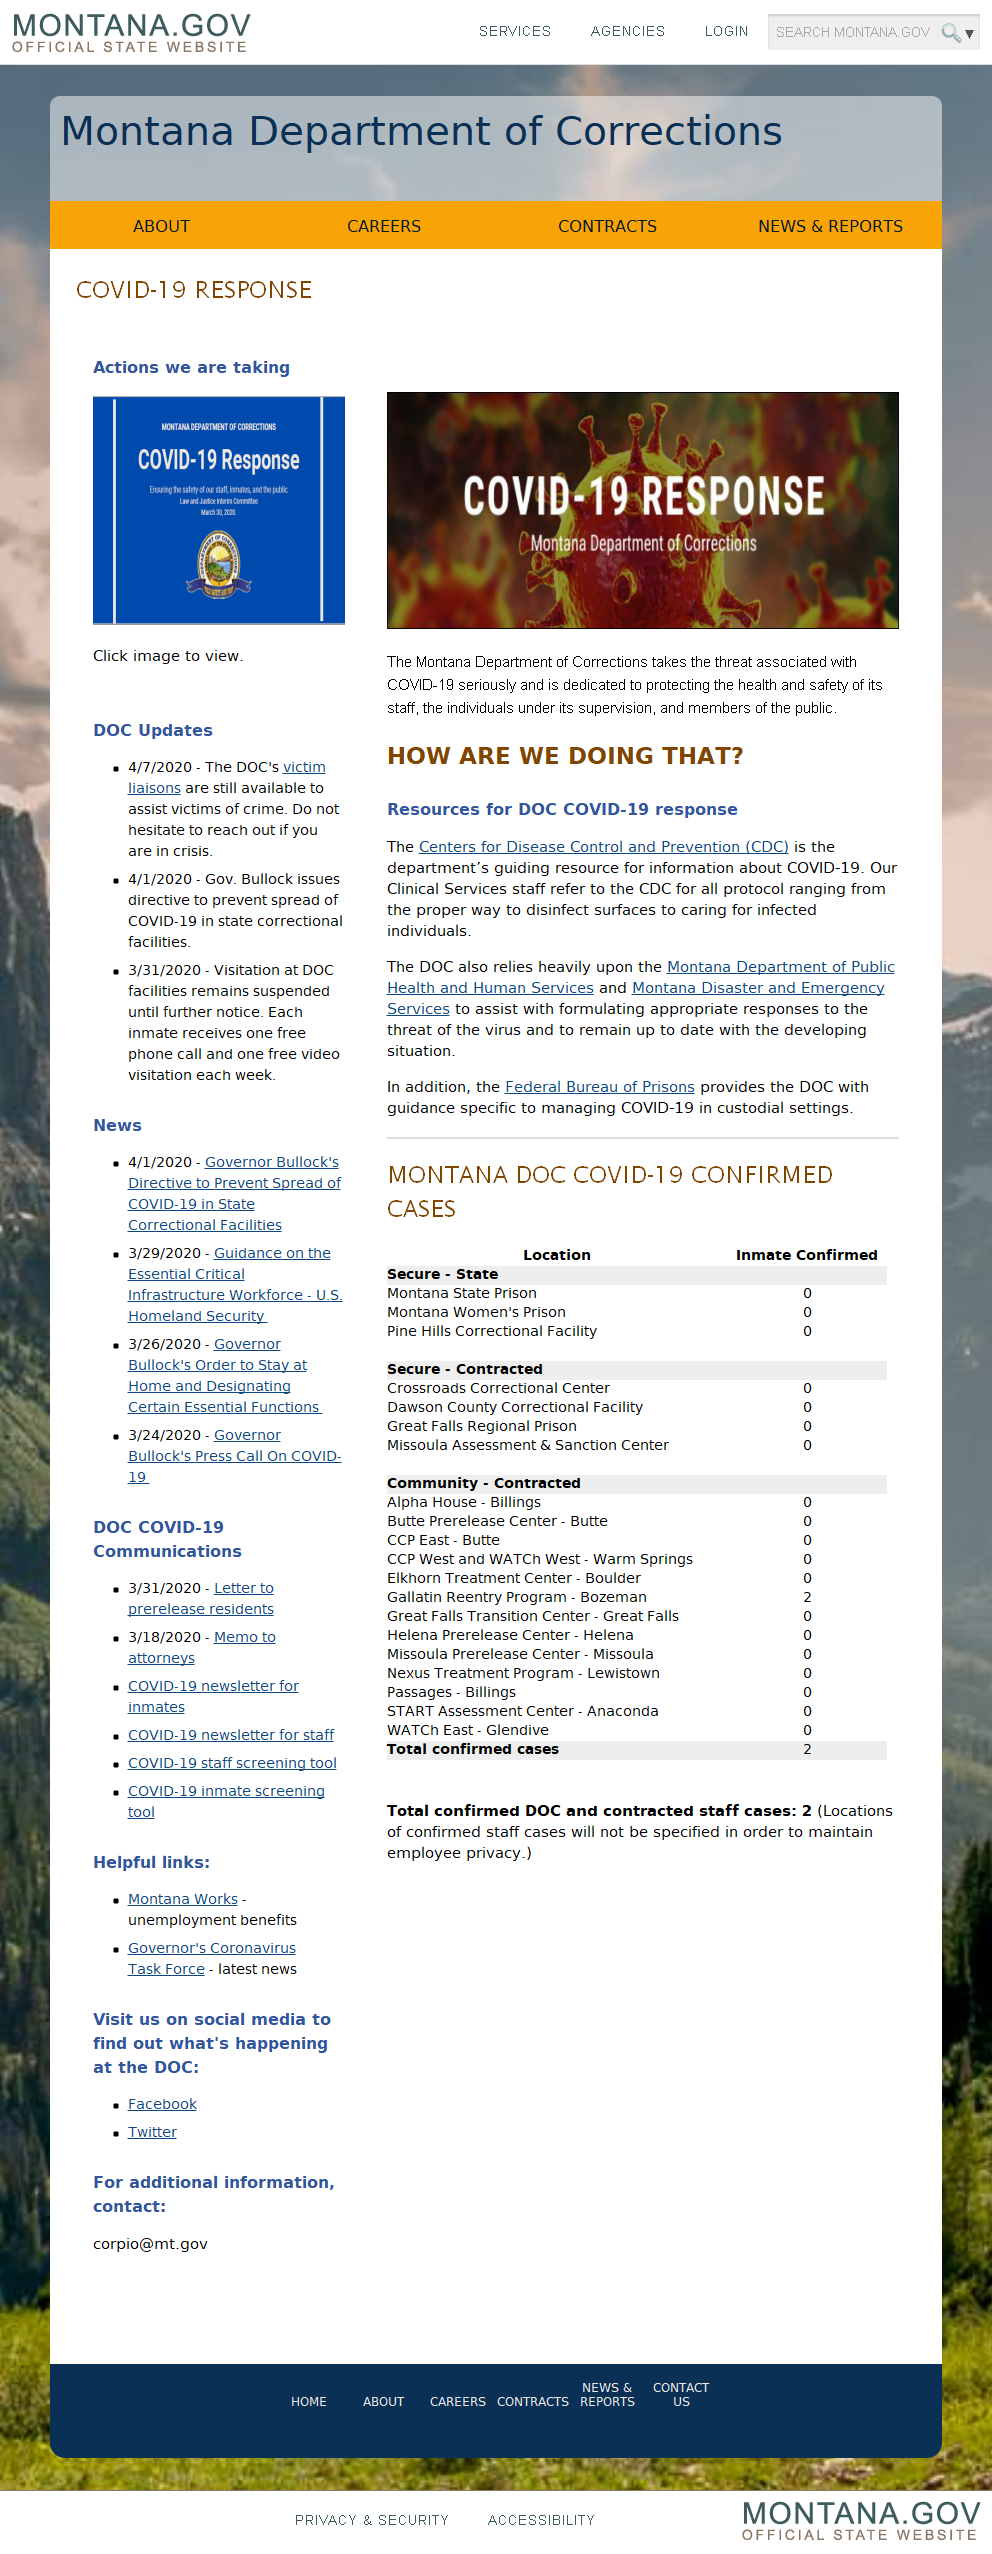 MONTANA.GOV
OFFICIAL STATE WEBSITE
SERVICES
AGENCIES
LOGIN
SEARCH MONTANA.GOV
Montana Department of Corrections
ABOUT
CAREERS
CONTRACTS
NEWS & REPORTS
COVID-19 RESPONSE
Actions we are taking
MONTANA DEPARTMENT OF CORRECTIONS
COVID-19 Response
Ensuring the safety of our staff, inmates, and the public
Law and Justice Interim Committee
March 30, 2020
Click image to view.
DOC Updates
4/7/2020 - The DOC's victim
liaisons are still available to
assist victims of crime. Do not
hesitate to reach out if you
are in crisis.
4/1/2020 - Gov. Bullock issues
directive to prevent spread of
COVID-19 in state correctional
facilities.
3/31/2020 - Visitation at DOC
facilities remains suspended
until further notice. Each
inmate receives one free
phone call and one free video
visitation each week.
News
4/1/2020 - Governor Bullock's
Directive to Prevent Spread of
COVID-19 in State
Correctional Facilities
3/29/2020 - Guidance on the
Essential Critical
Infrastructure Workforce - U.S.
Homeland Security
3/26/2020 - Governor
Bullock's Order to Stay at
Home and Designating
Certain Essential Functions
3/24/2020 - Governor
Bullock's Press Call On COVID-
19
DOC COVID-19
Communications
3/31/2020 - Letter to
prerelease residents
3/18/2020 - Memo to
attorneys
COVID-19 newsletter for
inmates
COVID-19 newsletter for staff
COVID-19 staff screening tool
COVID-19 inmate screening
tool
Helpful links:
Montana Works -
unemployment benefits
Governor's Coronavirus
Task Force - latest news
Visit us on social media to
find out what's happening
at the DOC:
Facebook
Twitter
For additional information,
contact:
corpio@mt.gov
COVID-19 RESPONSE
Montana Department of Corrections
The Montana Department of Corrections takes the threat associated with
COVID-19 seriously and is dedicated to protecting the health and safety of its
staff, the individuals under its supervision, and members of the public.
HOW ARE WE DOING THAT?
Resources for DOC COVID-19 response
The Centers for Disease Control and Prevention (CDC) is the
department’s guiding resource for information about COVID-19. Our
Clinical Services staff refer to the CDC for all protocol ranging from
the proper way to disinfect surfaces to caring for infected
individuals.
The DOC also relies heavily upon the Montana Department of Public
Health and Human Services and Montana Disaster and Emergency
Services to assist with formulating appropriate responses to the
threat of the virus and to remain up to date with the developing
situation.
In addition, the Federal Bureau of Prisons provides the DOC with
guidance specific to managing COVID-19 in custodial settings.
MONTANA DOC COVID-19 CONFIRMED
CASES
Location Inmate Confirmed
Secure - State
Montana State Prison 0
Montana Women's Prison 0
Pine Hills Correctional Facility 0
Secure - Contracted
Crossroads Correctional Center 0
Dawson County Correctional Facility 0
Great Falls Regional Prison 0
Missoula Assessment & Sanction Center 0
Community - Contracted
Alpha House - Billings 0
Butte Prerelease Center - Butte 0
CCP East - Butte 0
CCP West and WATCh West - Warm Springs 0
Elkhorn Treatment Center - Boulder 0
Gallatin Reentry Program - Bozeman 2
Great Falls Transition Center - Great Falls 0
Helena Prerelease Center - Helena 0
Missoula Prerelease Center - Missoula 0
Nexus Treatment Program - Lewistown 0
Passages - Billings 0
START Assessment Center - Anaconda 0
WATCh East - Glendive 0
Total confirmed cases 2
Total confirmed DOC and contracted staff cases: 2 (Locations
of confirmed staff cases will not be specified in order to maintain
employee privacy.)
HOME
ABOUT
CAREERS
CONTRACTS
NEWS &
REPORTS
CONTACT
US
PRIVACY & SECURITY
ACCESSIBILITY
MONTANA.GOV
OFFICIAL STATE WEBSITE